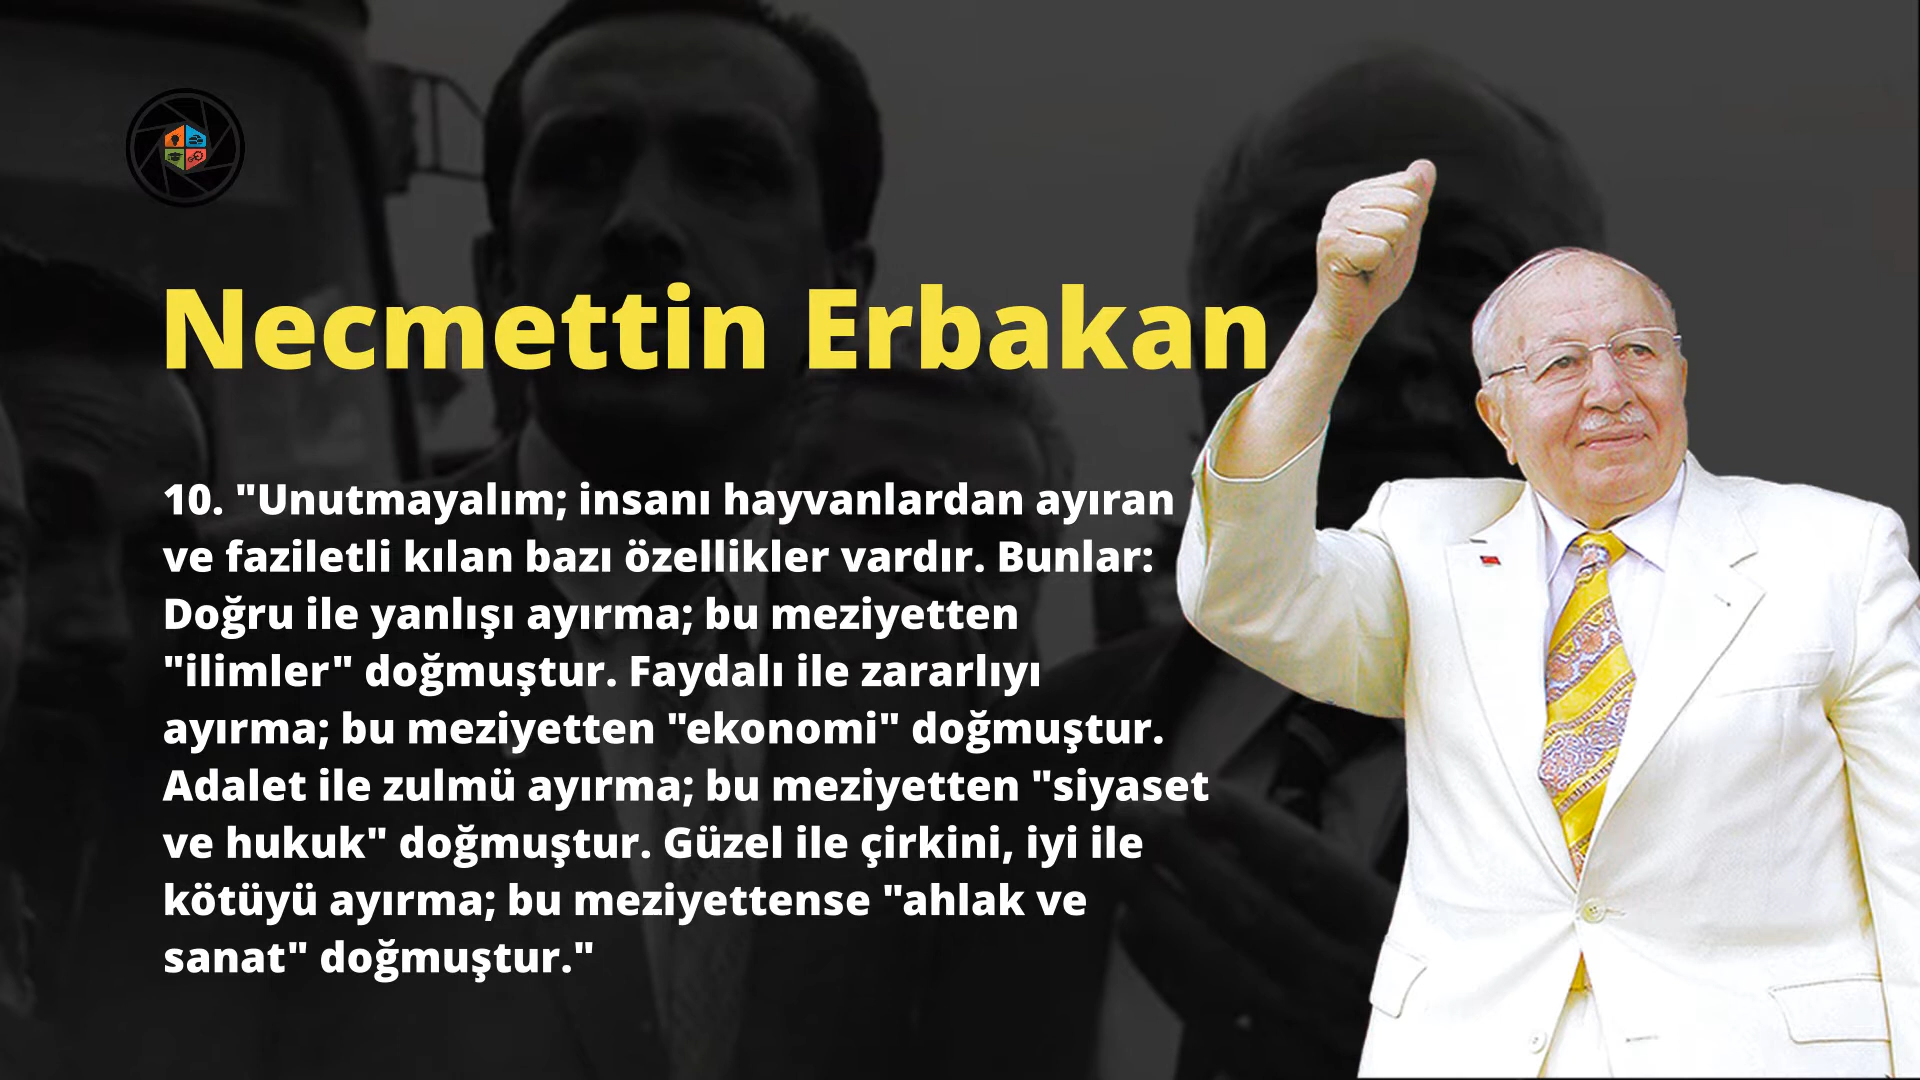 Necmettin Erbakan
10. "Unutmayalım; insanı hayvanlardan ayıran
ve faziletli kılan bazı özellikler vardır. Bunlar:
Doğru ile yanlışı ayırma; bu meziyetten
"ilimler" doğmuştur. Faydalı ile zararlıyı
ayırma; bu meziyetten "ekonomi" doğmuştur.
Adalet ile zulmü ayırma; bu meziyetten "siyaset
ve hukuk" doğmuştur. Güzel ile çirkini, iyi ile
kötüyü ayırma; bu meziyettense "ahlak ve
sanat" doğmuştur."